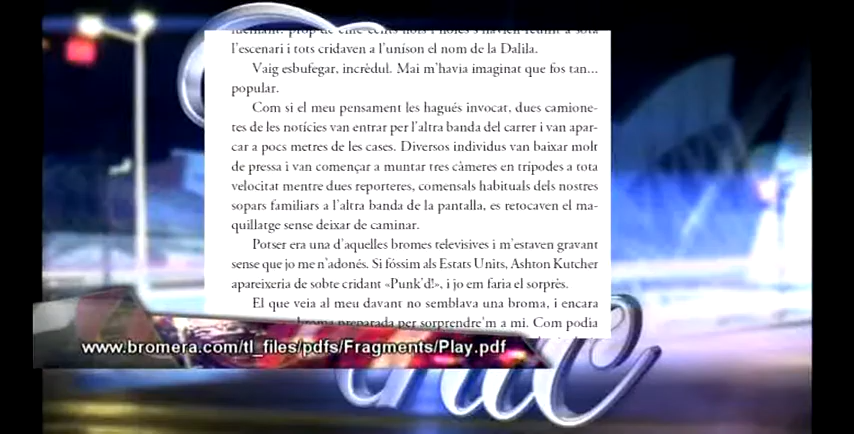 l'escenari i tots cridaven a l'uníson el nom de la Dalila.
Vaig esbufegar, incrèdul. Mai m'havia imaginat que fos tan...
popular.
Com si el meu pensament les hagués invocat, dues camione-
tes de les notícies van entrar per l'altra banda del carrer i van apar-
car a pocs metres de les cases. Diversos individus van baixar molt
de pressa i van començar a muntar tres càmeres en trípodes a tota
velocitat mentre dues reporteres, comensals habituals dels nostres
sopars familiars a l'altra banda de la pantalla, es retocaven el ma-
quillatge sense deixar de caminar.
Potser era una d'aquelles bromes televisives i m'estaven gravant
sense que jo me n'adonés. Si fóssim als Estats Units, Ashton Kutcher
apareixeria de sobte cridant «Punk'd!», i jo em faria el sorprès.
El que veia al meu davant no semblava una broma, i encara
broma preparada per sorprendre'm a mi. Com podia
www.bromera.com/tl_files/pdfs/Fragments/Play.pdf